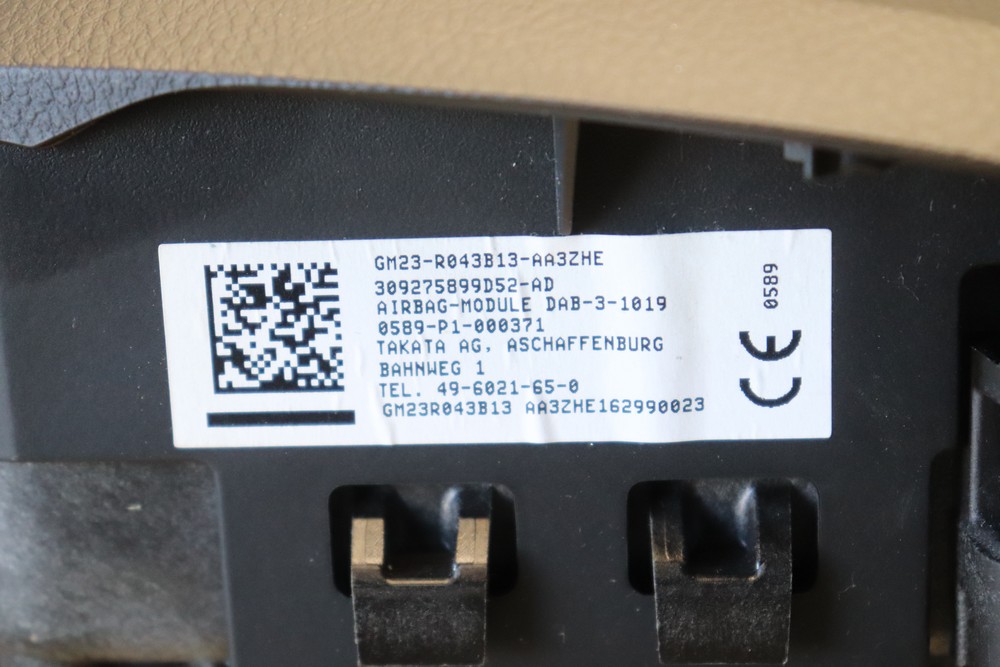 GM23-R043B13-AA3ZHE
309275899D52-AD
AIRBAG-MODULE DAB-3-1019
0589-P1-000371
TAKATA AG, ASCHAFFENBURG
BAHNWEG 1
TEL. 49-6021-65-0
GM23R043B13 AA3ZHE162990023
CE 0589